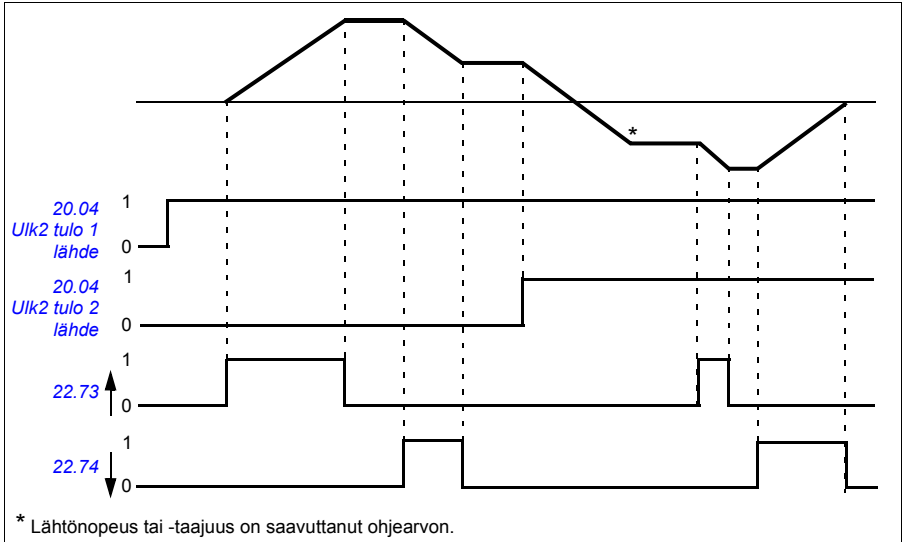 *
20.04
Ulk2 tulo 1
lähde
1
0
20.04
Ulk2 tulo 2
lähde
1
0
22.73
1
0
22.74
1
0
* Lähtönopeus tai -taajuus on saavuttanut ohjearvon.